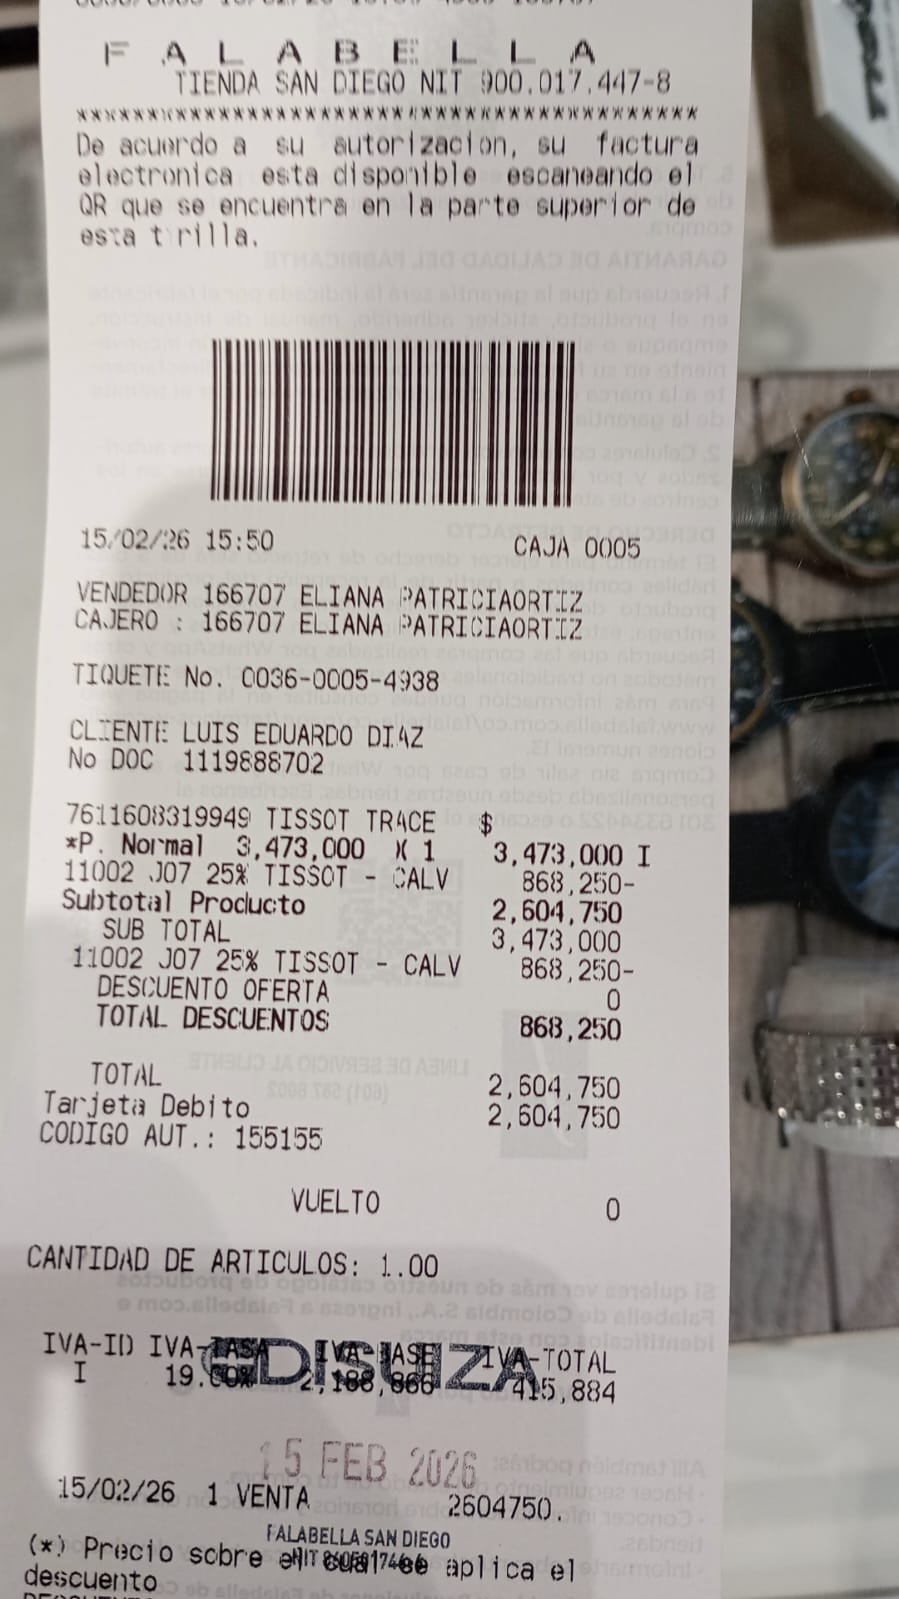 F A L A B E L L A
TIENDA SAN DIEGO NIT 900.017.447-8
De acuerdo a su autorizacion, su factura
electronica esta disponible escaneando el
QR que se encuentra en la parte superior de
esta tirilla.
15/02/26 15:50 CAJA 0005
VENDEDOR 166707 ELIANA PATRICIAORTIZ
CAJERO : 166707 ELIANA PATRICIAORTIZ
TIQUETE No. 0036-0005-4938
CLIENTE LUIS EDUARDO DIAZ
No DOC 1119888702
7611608319949 TISSOT TRACE $
*P. Normal 3,473,000 X 1 3,473,000 I
11002 J07 25% TISSOT - CALV 868,250-
Subtotal Producto 2,604,750
SUB TOTAL 3,473,000
11002 J07 25% TISSOT - CALV 868,250-
DESCUENTO OFERTA 0
TOTAL DESCUENTOS 868,250
TOTAL 2,604,750
Tarjeta Debito 2,604,750
CODIGO AUT.: 155155
VUELTO 0
CANTIDAD DE ARTICULOS: 1.00
IVA-ID IVA-TASA IVA-BASE IVA-TOTAL
I 19.00% 2,188,866 415,884
DISUIZA
15 FEB 2026
15/02/26 1 VENTA 2604750.
FALABELLA SAN DIEGO
(*) Precio sobre el cual se aplica el
descuento